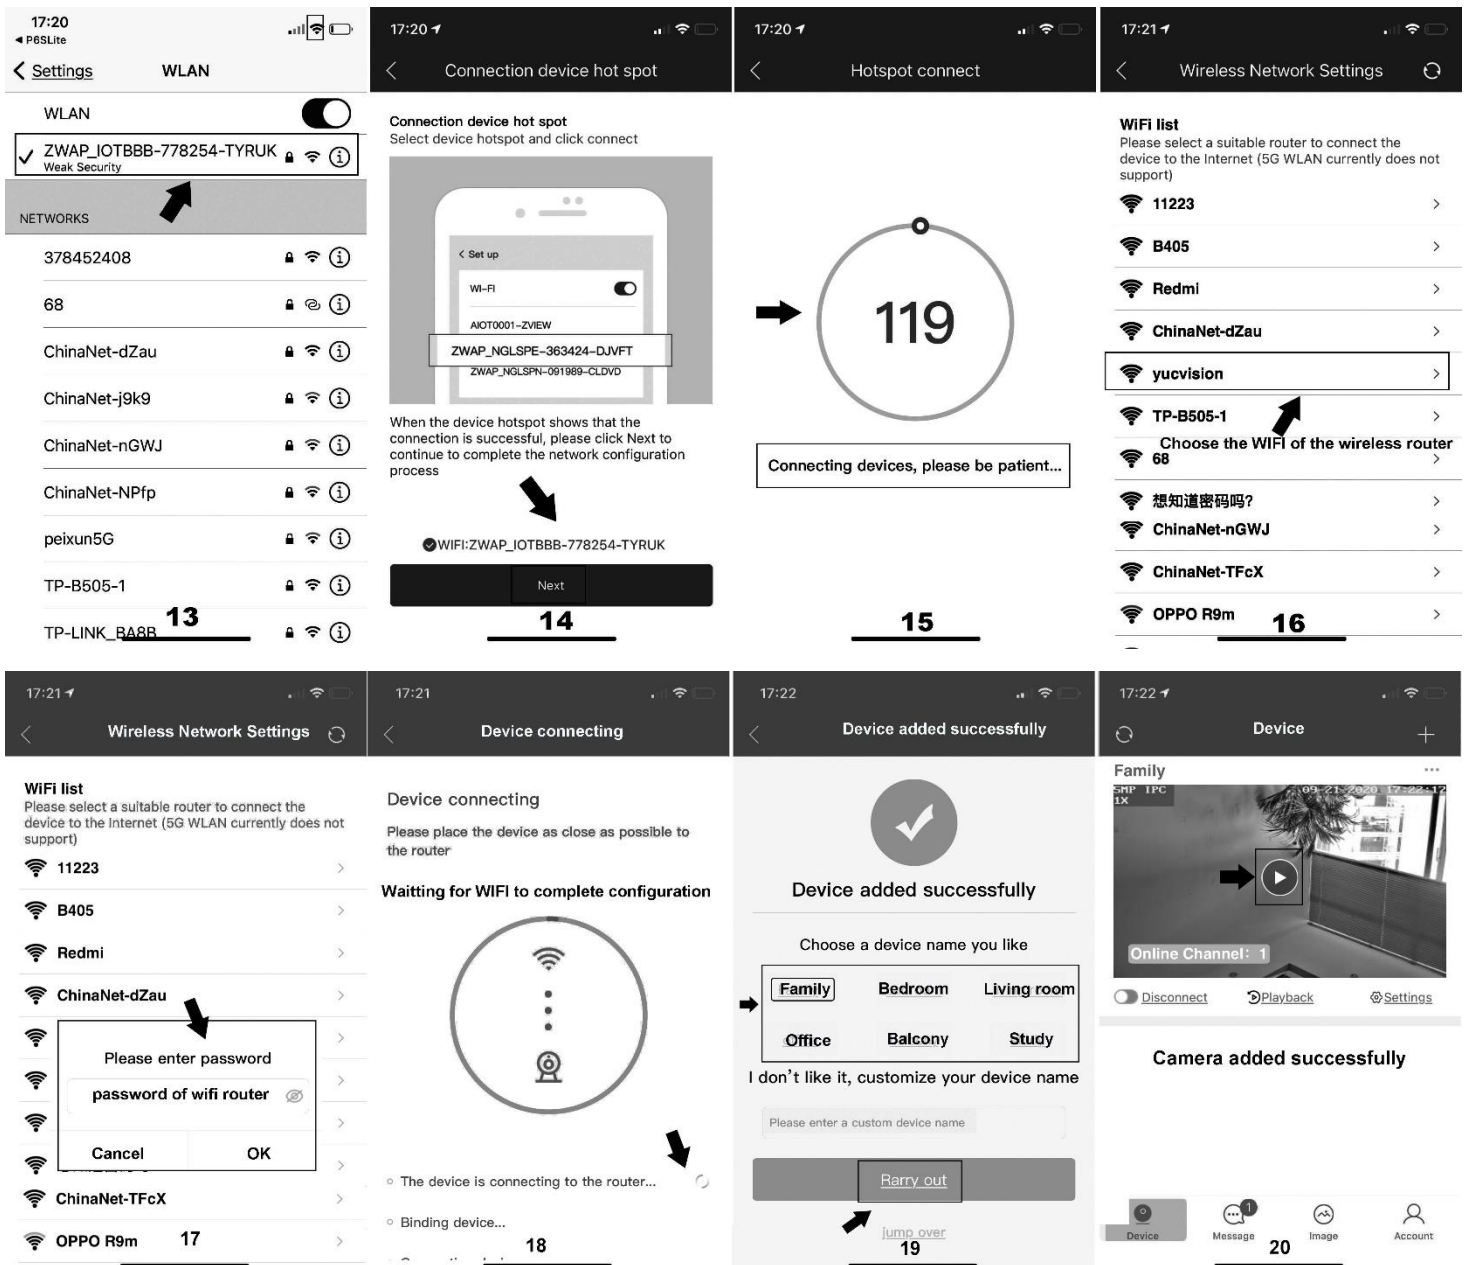 17:20
◄ P6SLite
Settings
WLAN
WLAN
ZWAP_IOTBBB-778254-TYRUK
Weak Security
NETWORKS
378452408
68
ChinaNet-dZau
ChinaNet-j9k9
ChinaNet-nGWJ
ChinaNet-NPfp
peixun5G
TP-B505-1
TP-LINK_BA8B
13
17:20
Connection device hot spot
Connection device hot spot
Select device hotspot and click connect
< Set up
WI-FI
AIOT0001-ZVIEW
ZWAP_NGLSPE-363424-DJVFT
ZWAP_NGLSPN-091989-CLDVD
When the device hotspot shows that the
connection is successful, please click Next to
continue to complete the network configuration
process
WIFI:ZWAP_IOTBBB-778254-TYRUK
Next
14
17:20
Hotspot connect
119
Connecting devices, please be patient...
15
17:21
Wireless Network Settings
WiFi list
Please select a suitable router to connect the
device to the Internet (5G WLAN currently does not
support)
11223
B405
Redmi
ChinaNet-dZau
yucvision
TP-B505-1
Choose the WIFI of the wireless router
68
想知道密码吗?
ChinaNet-nGWJ
ChinaNet-TFcX
OPPO R9m
16
17:21
Wireless Network Settings
WiFi list
Please select a suitable router to connect the
device to the Internet (5G WLAN currently does not
support)
11223
B405
Redmi
ChinaNet-dZau
Please enter password
password of wifi router
Cancel
OK
ChinaNet-TFcX
OPPO R9m
17
17:21
Device connecting
Device connecting
Please place the device as close as possible to
the router
Waitting for WIFI to complete configuration
The device is connecting to the router...
Binding device...
18
17:22
Device added successfully
Device added successfully
Choose a device name you like
Family Bedroom Living room
Office Balcony Study
I don't like it, customize your device name
Please enter a custom device name
Rarry out
jump over
19
17:22
Device
Family
5MP IPC
1X
09-21-2020 17:22:12
Online Channel: 1
Disconnect
Playback
Settings
Camera added successfully
1
Device
Message
Image
Account
20